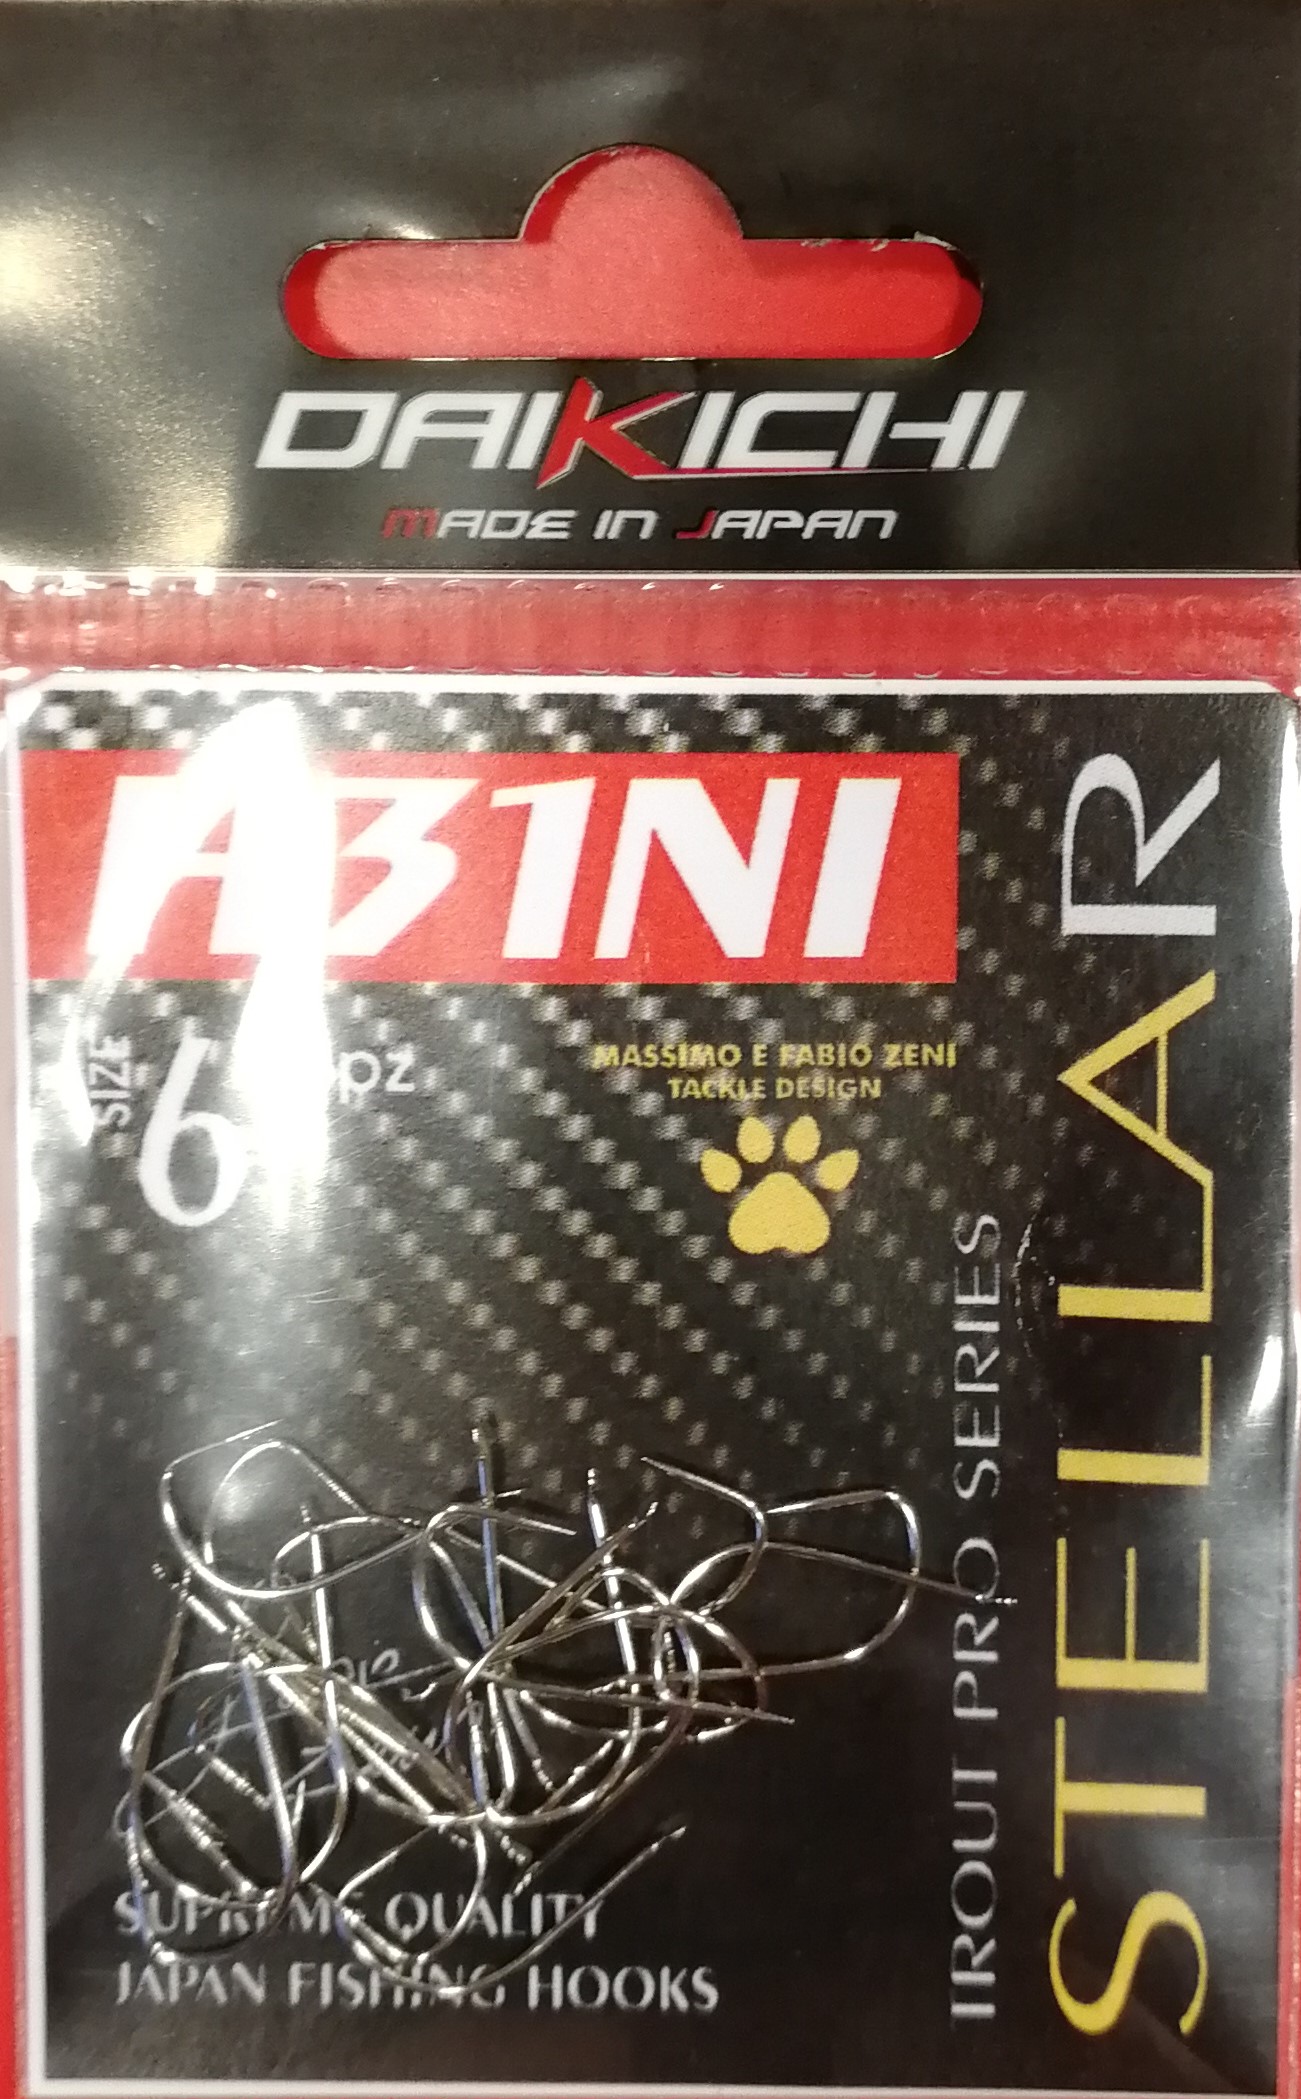 DAIKICHI
MADE IN JAPAN
AB1NI
SIZE 6
pz
MASSIMO E FABIO ZENI
TACKLE DESIGN
STELLAR
TROUT PRO SERIES
SUPREME QUALITY
JAPAN FISHING HOOKS